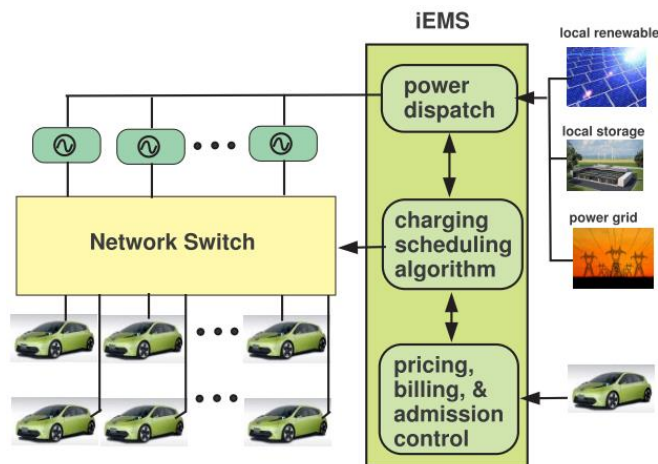 iEMS
local renewable
power
dispatch
local storage
Network Switch
charging
scheduling
algorithm
power grid
pricing,
billing, &
admission
control